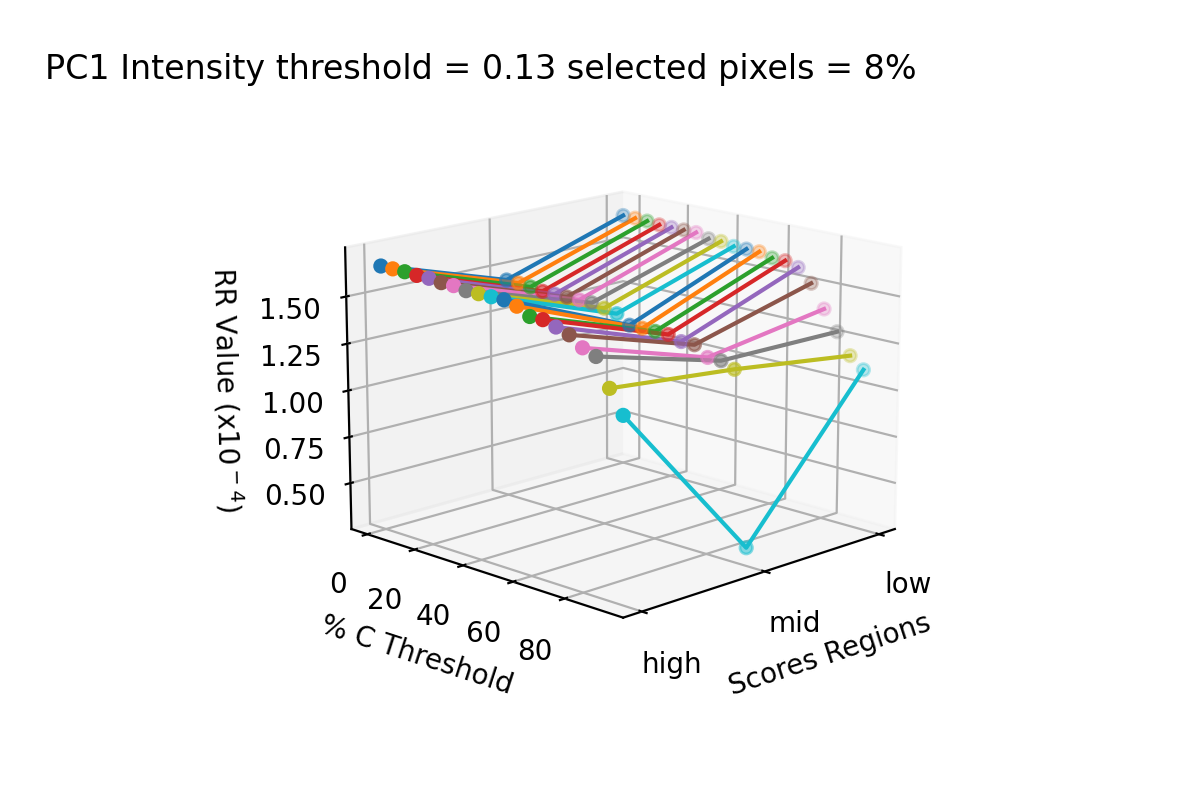 PC1 Intensity threshold = 0.13 selected pixels = 8%
RR Value (x10⁻⁴)
1.50
1.25
1.00
0.75
0.50
0
20
40
60
80
% C Threshold
high
mid
low
Scores Regions